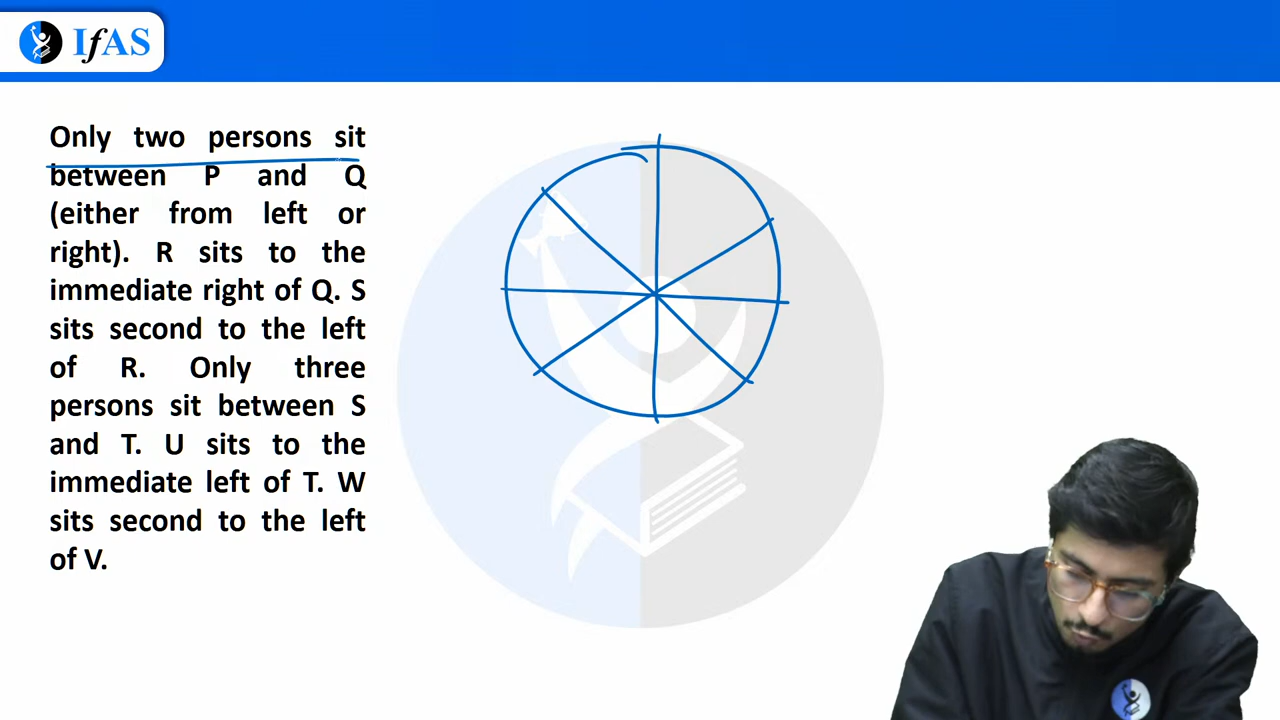 IfAS
Only two persons sit
between P and Q
(either from left or
right). R sits to the
immediate right of Q. S
sits second to the left
of R. Only three
persons sit between S
and T. U sits to the
immediate left of T. W
sits second to the left
of V.